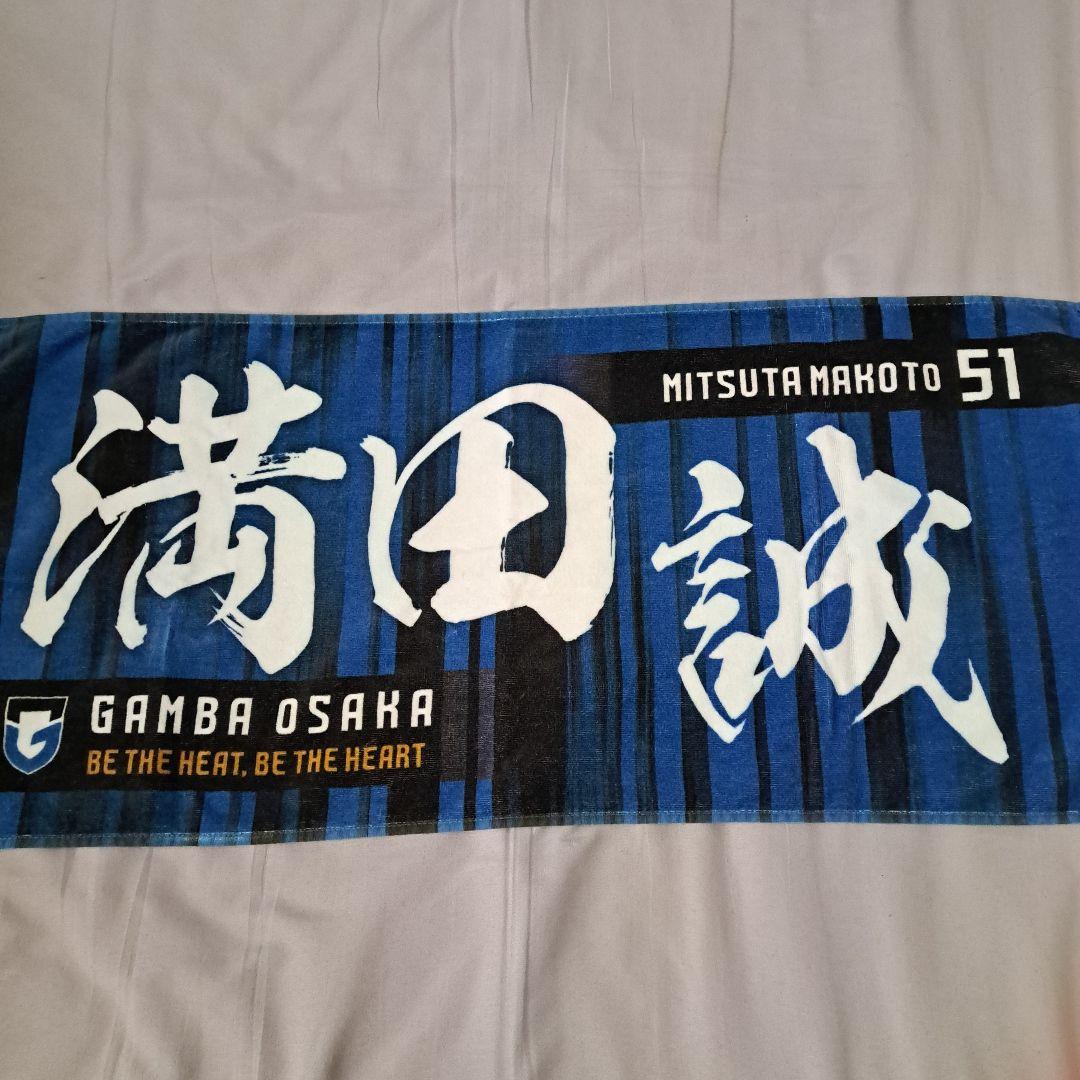 MITSUTA MAKOTO 51
満田 誠
GAMBA OSAKA
BE THE HEAT, BE THE HEART